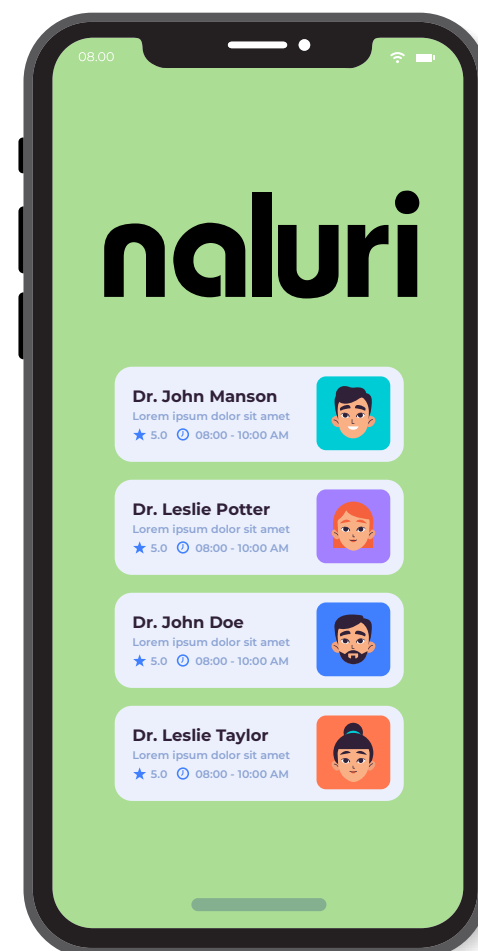 08.00
naluri
Dr. John Manson
Lorem ipsum dolor sit amet
5.0 08:00 - 10:00 AM
Dr. Leslie Potter
Lorem ipsum dolor sit amet
5.0 08:00 - 10:00 AM
Dr. John Doe
Lorem ipsum dolor sit amet
5.0 08:00 - 10:00 AM
Dr. Leslie Taylor
Lorem ipsum dolor sit amet
5.0 08:00 - 10:00 AM